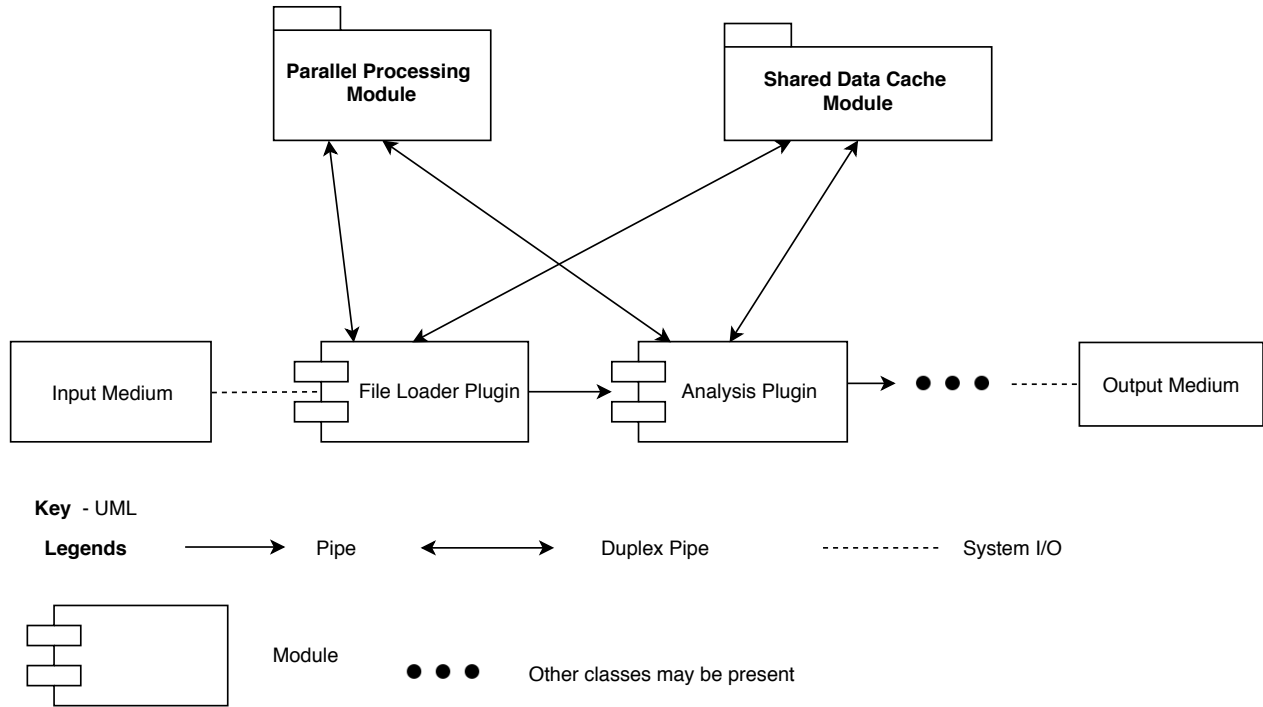 Parallel Processing
Module
Shared Data Cache
Module
Input Medium
File Loader Plugin
Analysis Plugin
Output Medium
Key - UML
Legends
Pipe
Duplex Pipe
System I/O
Module
Other classes may be present